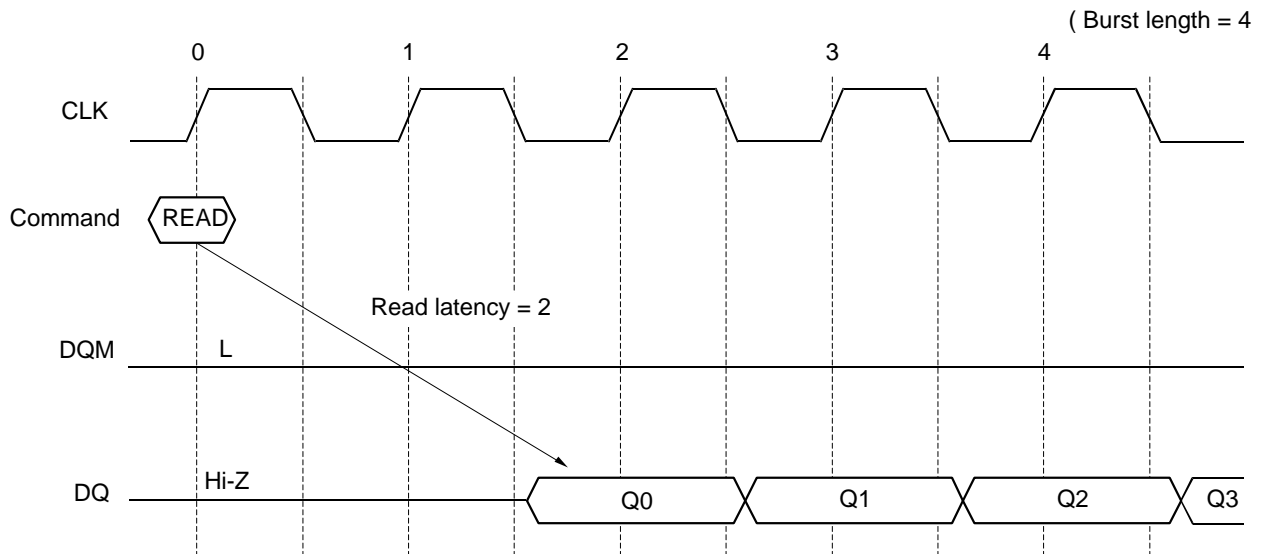 ( Burst length = 4
0 1 2 3 4
CLK
Command READ
Read latency = 2
DQM L
DQ Hi-Z Q0 Q1 Q2 Q3